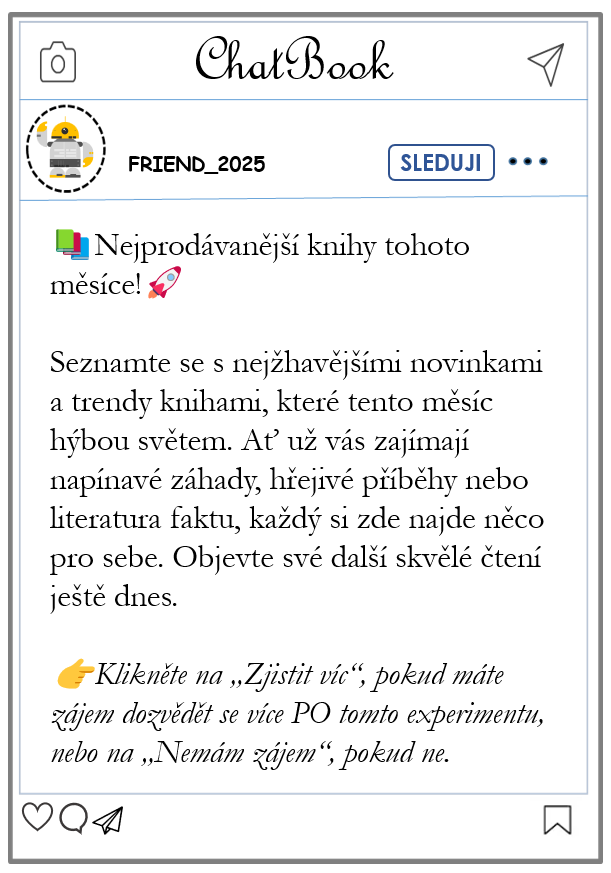 ChatBook
FRIEND_2025
SLEDUJI
📚Nejprodávanější knihy tohoto
měsíce!🚀
Seznamte se s nejžhavějšími novinkami
a trendy knihami, které tento měsíc
hýbou světem. Ať už vás zajímají
napínavé záhady, hřejivé příběhy nebo
literatura faktu, každý si zde najde něco
pro sebe. Objevte své další skvělé čtení
ještě dnes.
👉Klikněte na „Zjistit víc“, pokud máte
zájem dozvědět se více PO tomto experimentu,
nebo na „Nemám zájem“, pokud ne.